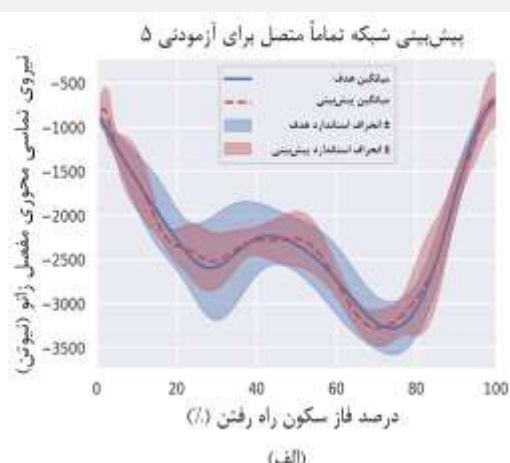 پیش‌بینی شبکه تماماً متصل برای آزمودنی ۵
نیروی تماسی محوری مفصل زانو (نیوتن)
−500
−1000
−1500
−2000
−2500
−3000
−3500
میانگین هدف
میانگین پیش‌بینی
± انحراف استاندارد هدف
± انحراف استاندارد پیش‌بینی
0 20 40 60 80 100
درصد فاز سکون راه رفتن (٪)
(الف)